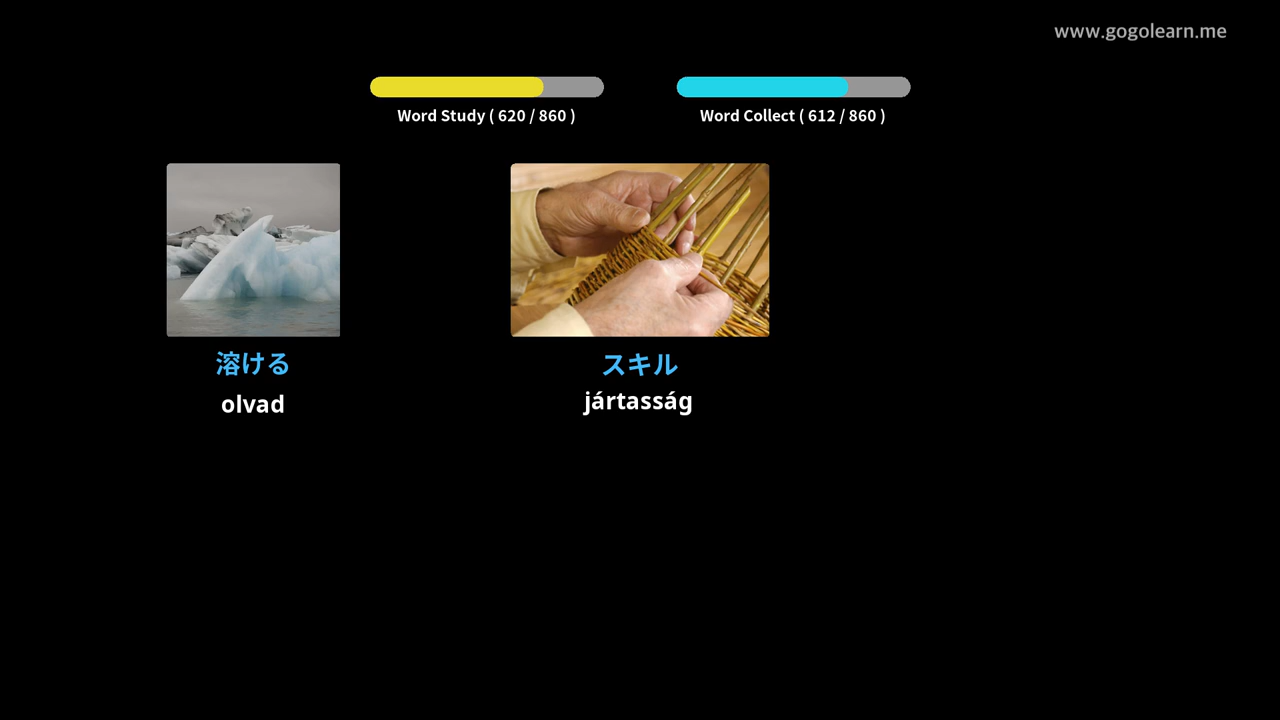 www.gogolearn.me
Word Study ( 620 / 860 )
Word Collect ( 612 / 860 )
溶ける
olvad
スキル
jártasság